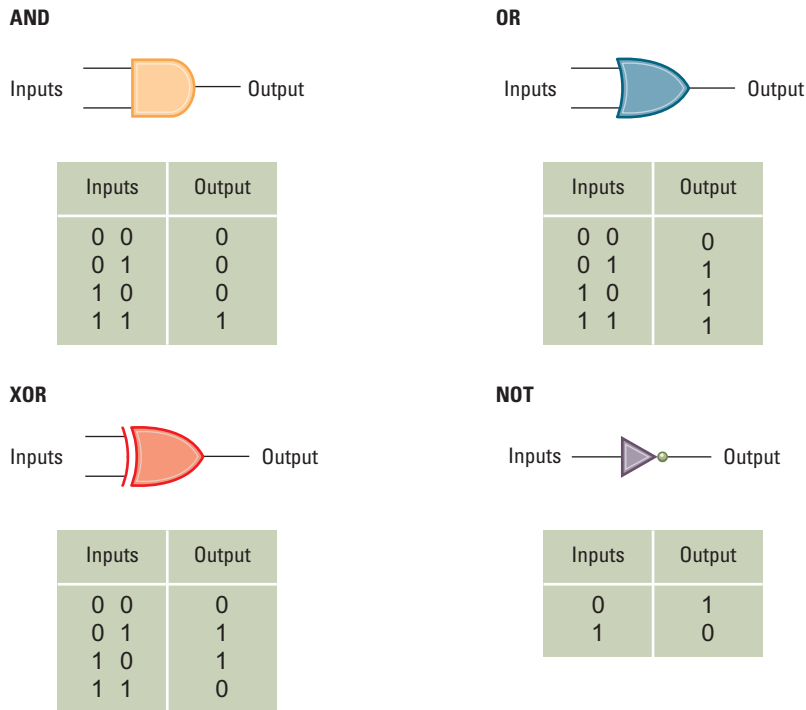 AND
Inputs
Output
Inputs Output
0 0 0
0 1 0
1 0 0
1 1 1
OR
Inputs
Output
Inputs Output
0 0 0
0 1 1
1 0 1
1 1 1
XOR
Inputs
Output
Inputs Output
0 0 0
0 1 1
1 0 1
1 1 0
NOT
Inputs
Output
Inputs Output
0 1
1 0